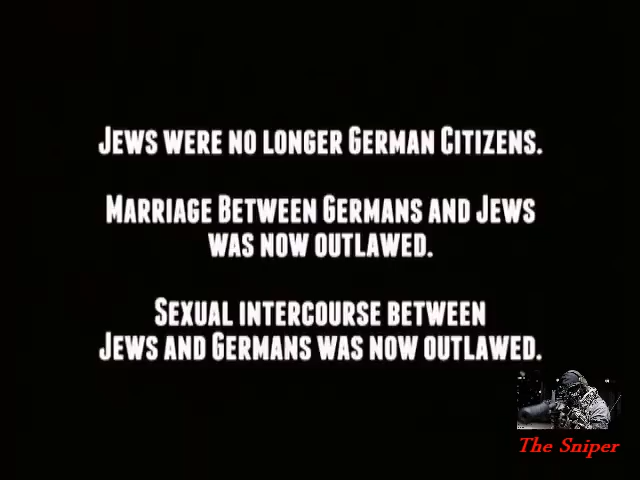 Jews were no longer German Citizens.
Marriage Between Germans and Jews
was now outlawed.
Sexual intercourse between
Jews and Germans was now outlawed.
The Sniper